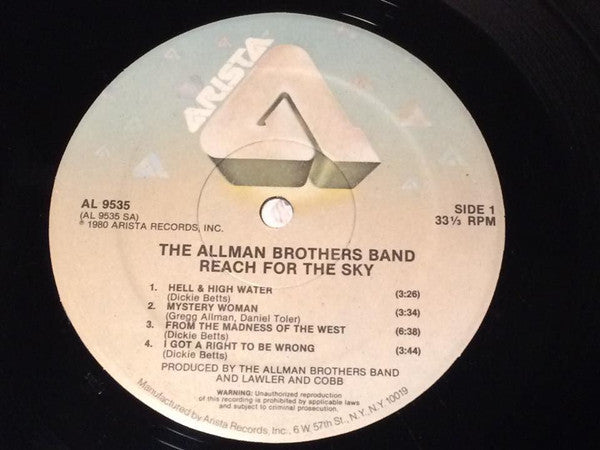 ARISTA
AL 9535
(AL 9535 SA)
℗ 1980 ARISTA RECORDS, INC.
SIDE 1
33⅓ RPM
THE ALLMAN BROTHERS BAND
REACH FOR THE SKY
1. HELL & HIGH WATER (3:26)
(Dickie Betts)
2. MYSTERY WOMAN (3:34)
(Gregg Allman, Daniel Toler)
3. FROM THE MADNESS OF THE WEST (6:38)
(Dickie Betts)
4. I GOT A RIGHT TO BE WRONG (3:44)
(Dickie Betts)
PRODUCED BY THE ALLMAN BROTHERS BAND
AND LAWLER AND COBB
WARNING: Unauthorized reproduction
of this recording is prohibited by applicable laws
and subject to criminal prosecution.
Manufactured by Arista Records, Inc., 6 W. 57th St., N.Y., N.Y. 10019